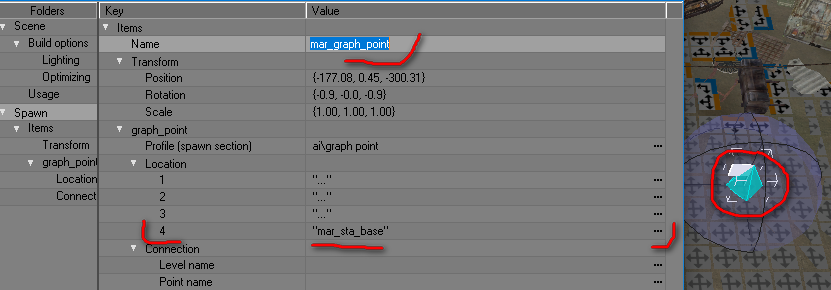 Folders Key Value
Scene Items
Build options Name mar_graph_point
Lighting Transform
Optimizing Position {-177.08, 0.45, -300.31}
Usage Rotation {-0.9, -0.0, -0.9}
Spawn Scale {1.00, 1.00, 1.00}
Items graph_point
Transform Profile (spawn section) ai\graph point ...
graph_point Location
Location 1 "..." ...
Connect 2 "..." ...
3 "..." ...
4 "mar_sta_base" ...
Connection
Level name ...
Point name ...